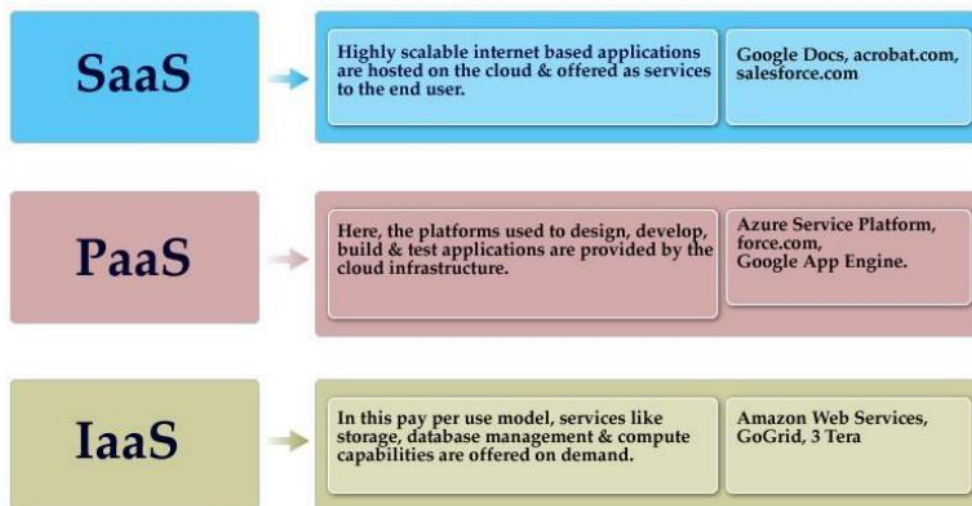 SaaS
Highly scalable internet based applications
are hosted on the cloud & offered as services
to the end user.
Google Docs, acrobat.com,
salesforce.com
PaaS
Here, the platforms used to design, develop,
build & test applications are provided by the
cloud infrastructure.
Azure Service Platform,
force.com,
Google App Engine.
IaaS
In this pay per use model, services like
storage, database management & compute
capabilities are offered on demand.
Amazon Web Services,
GoGrid, 3 Tera